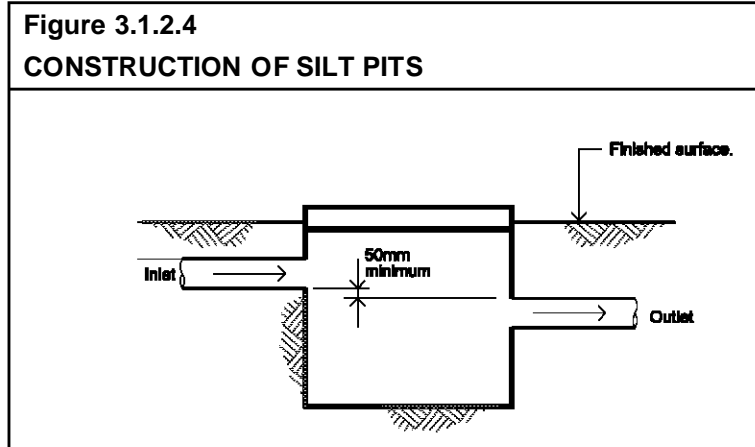 Figure 3.1.2.4
CONSTRUCTION OF SILT PITS
Finished surface.
50mm
minimum
Inlet
Outlet